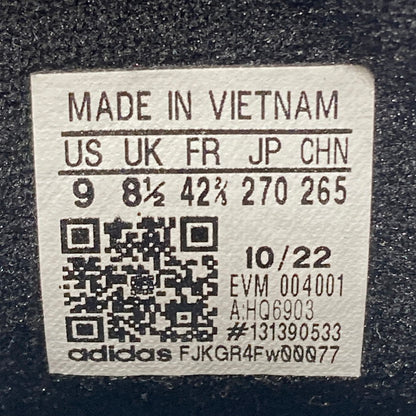 MADE IN VIETNAM
US UK FR JP CHN
9 8½ 42⅔ 270 265
10/22
EVM 004001
A:HQ6903
#131390533
adidas FJKGR4Fw00077